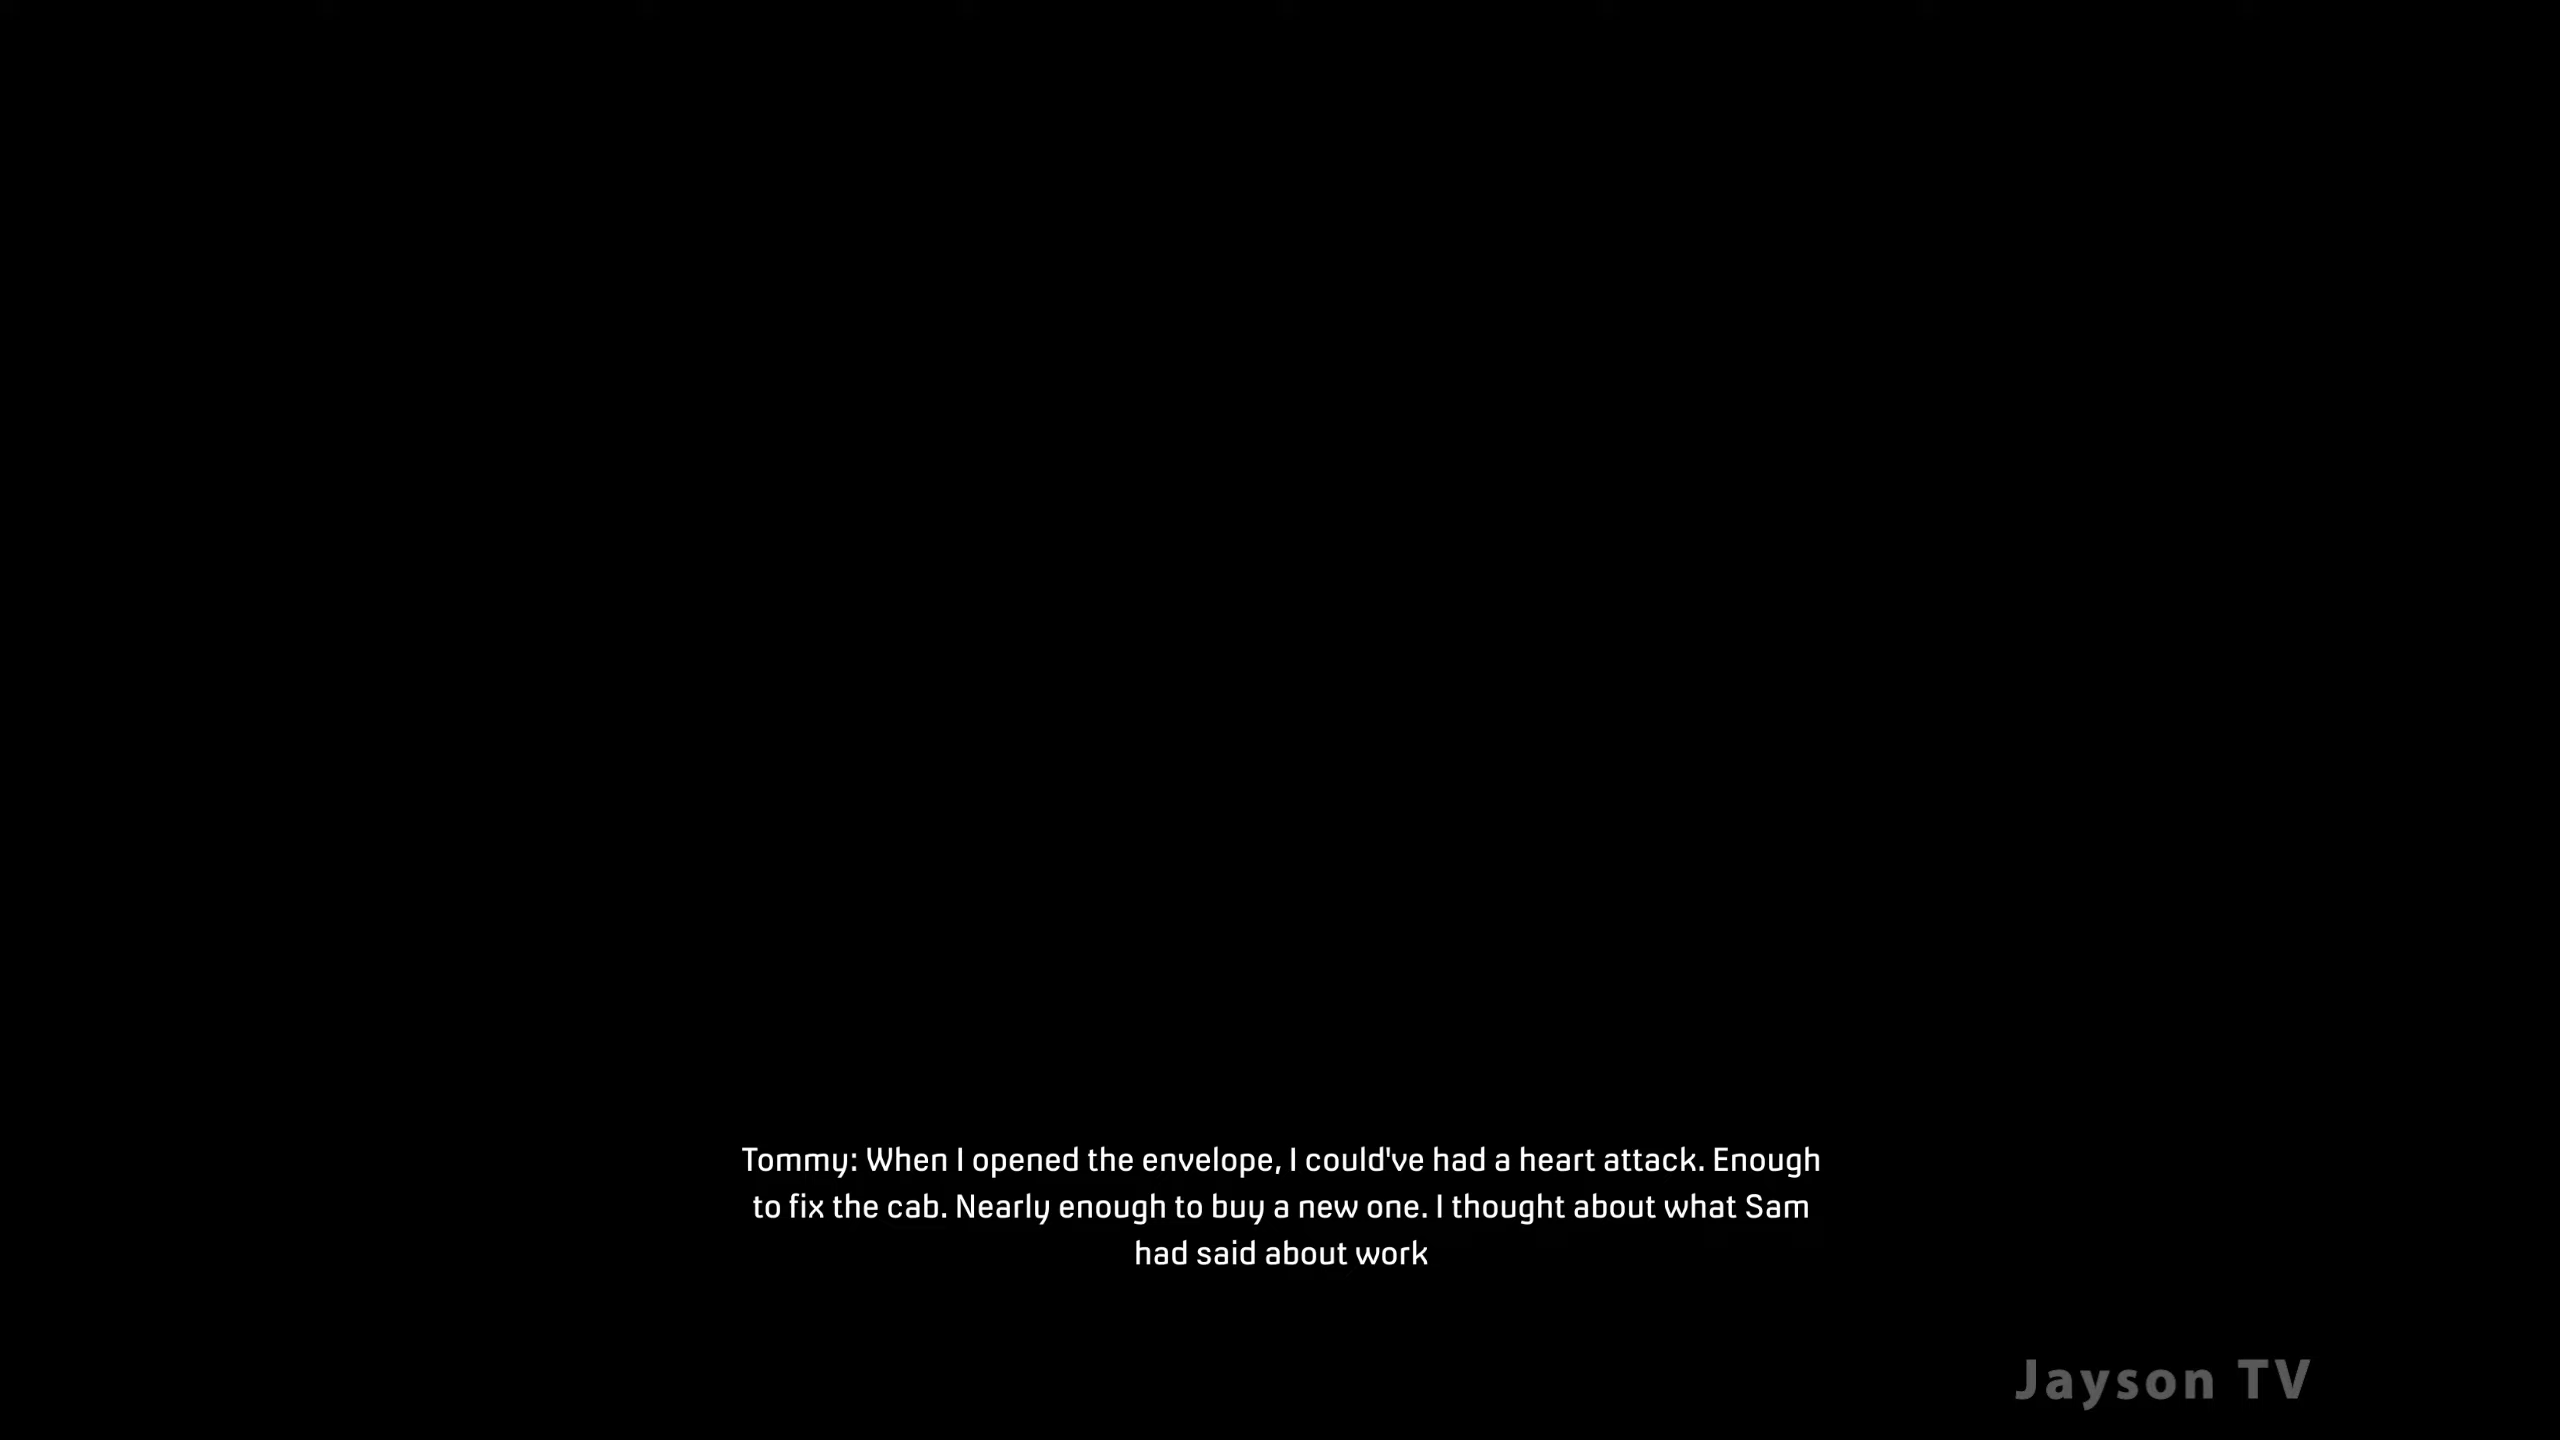 Tommy: When I opened the envelope, I could've had a heart attack. Enough
to fix the cab. Nearly enough to buy a new one. I thought about what Sam
had said about work
Jayson TV